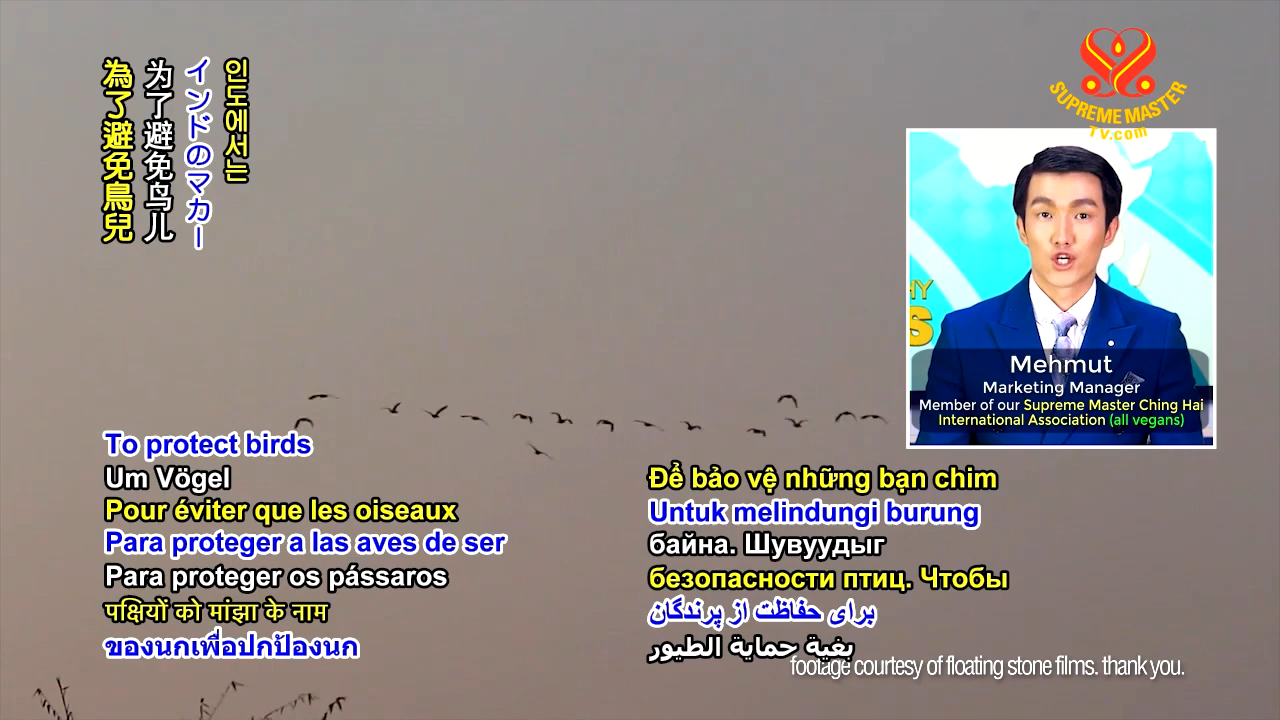 為了避免鳥兒
为了避免鸟儿
インドのマカー
인도에서는
SUPREME MASTER
TV.com
HY
S
Mehmut
Marketing Manager
Member of our Supreme Master Ching Hai
International Association (all vegans)
To protect birds
Um Vögel
Pour éviter que les oiseaux
Para proteger a las aves de ser
Para proteger os pássaros
पक्षियों को मांझा के नाम
ของนกเพื่อปกป้องนก
Để bảo vệ những bạn chim
Untuk melindungi burung
байна. Шувуудыг
безопасности птиц. Чтобы
برای حفاظت از پرندگان
بغية حماية الطيور
footage courtesy of floating stone films. thank you.